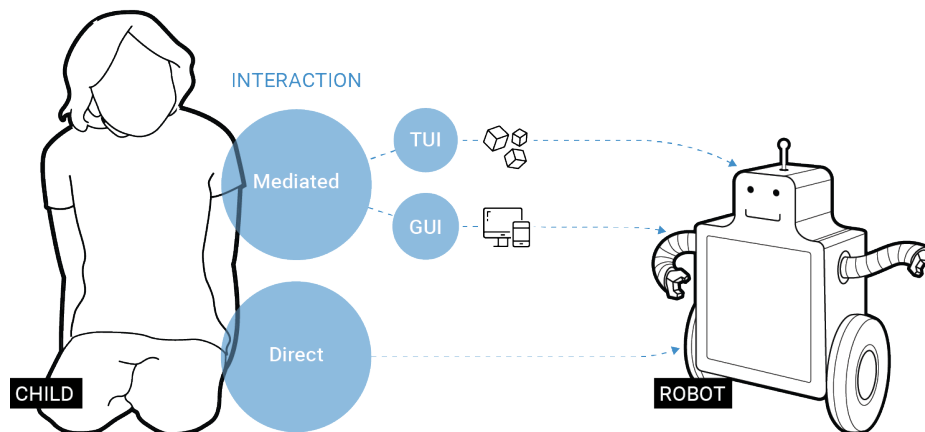 INTERACTION
TUI
Mediated
GUI
Direct
CHILD
ROBOT